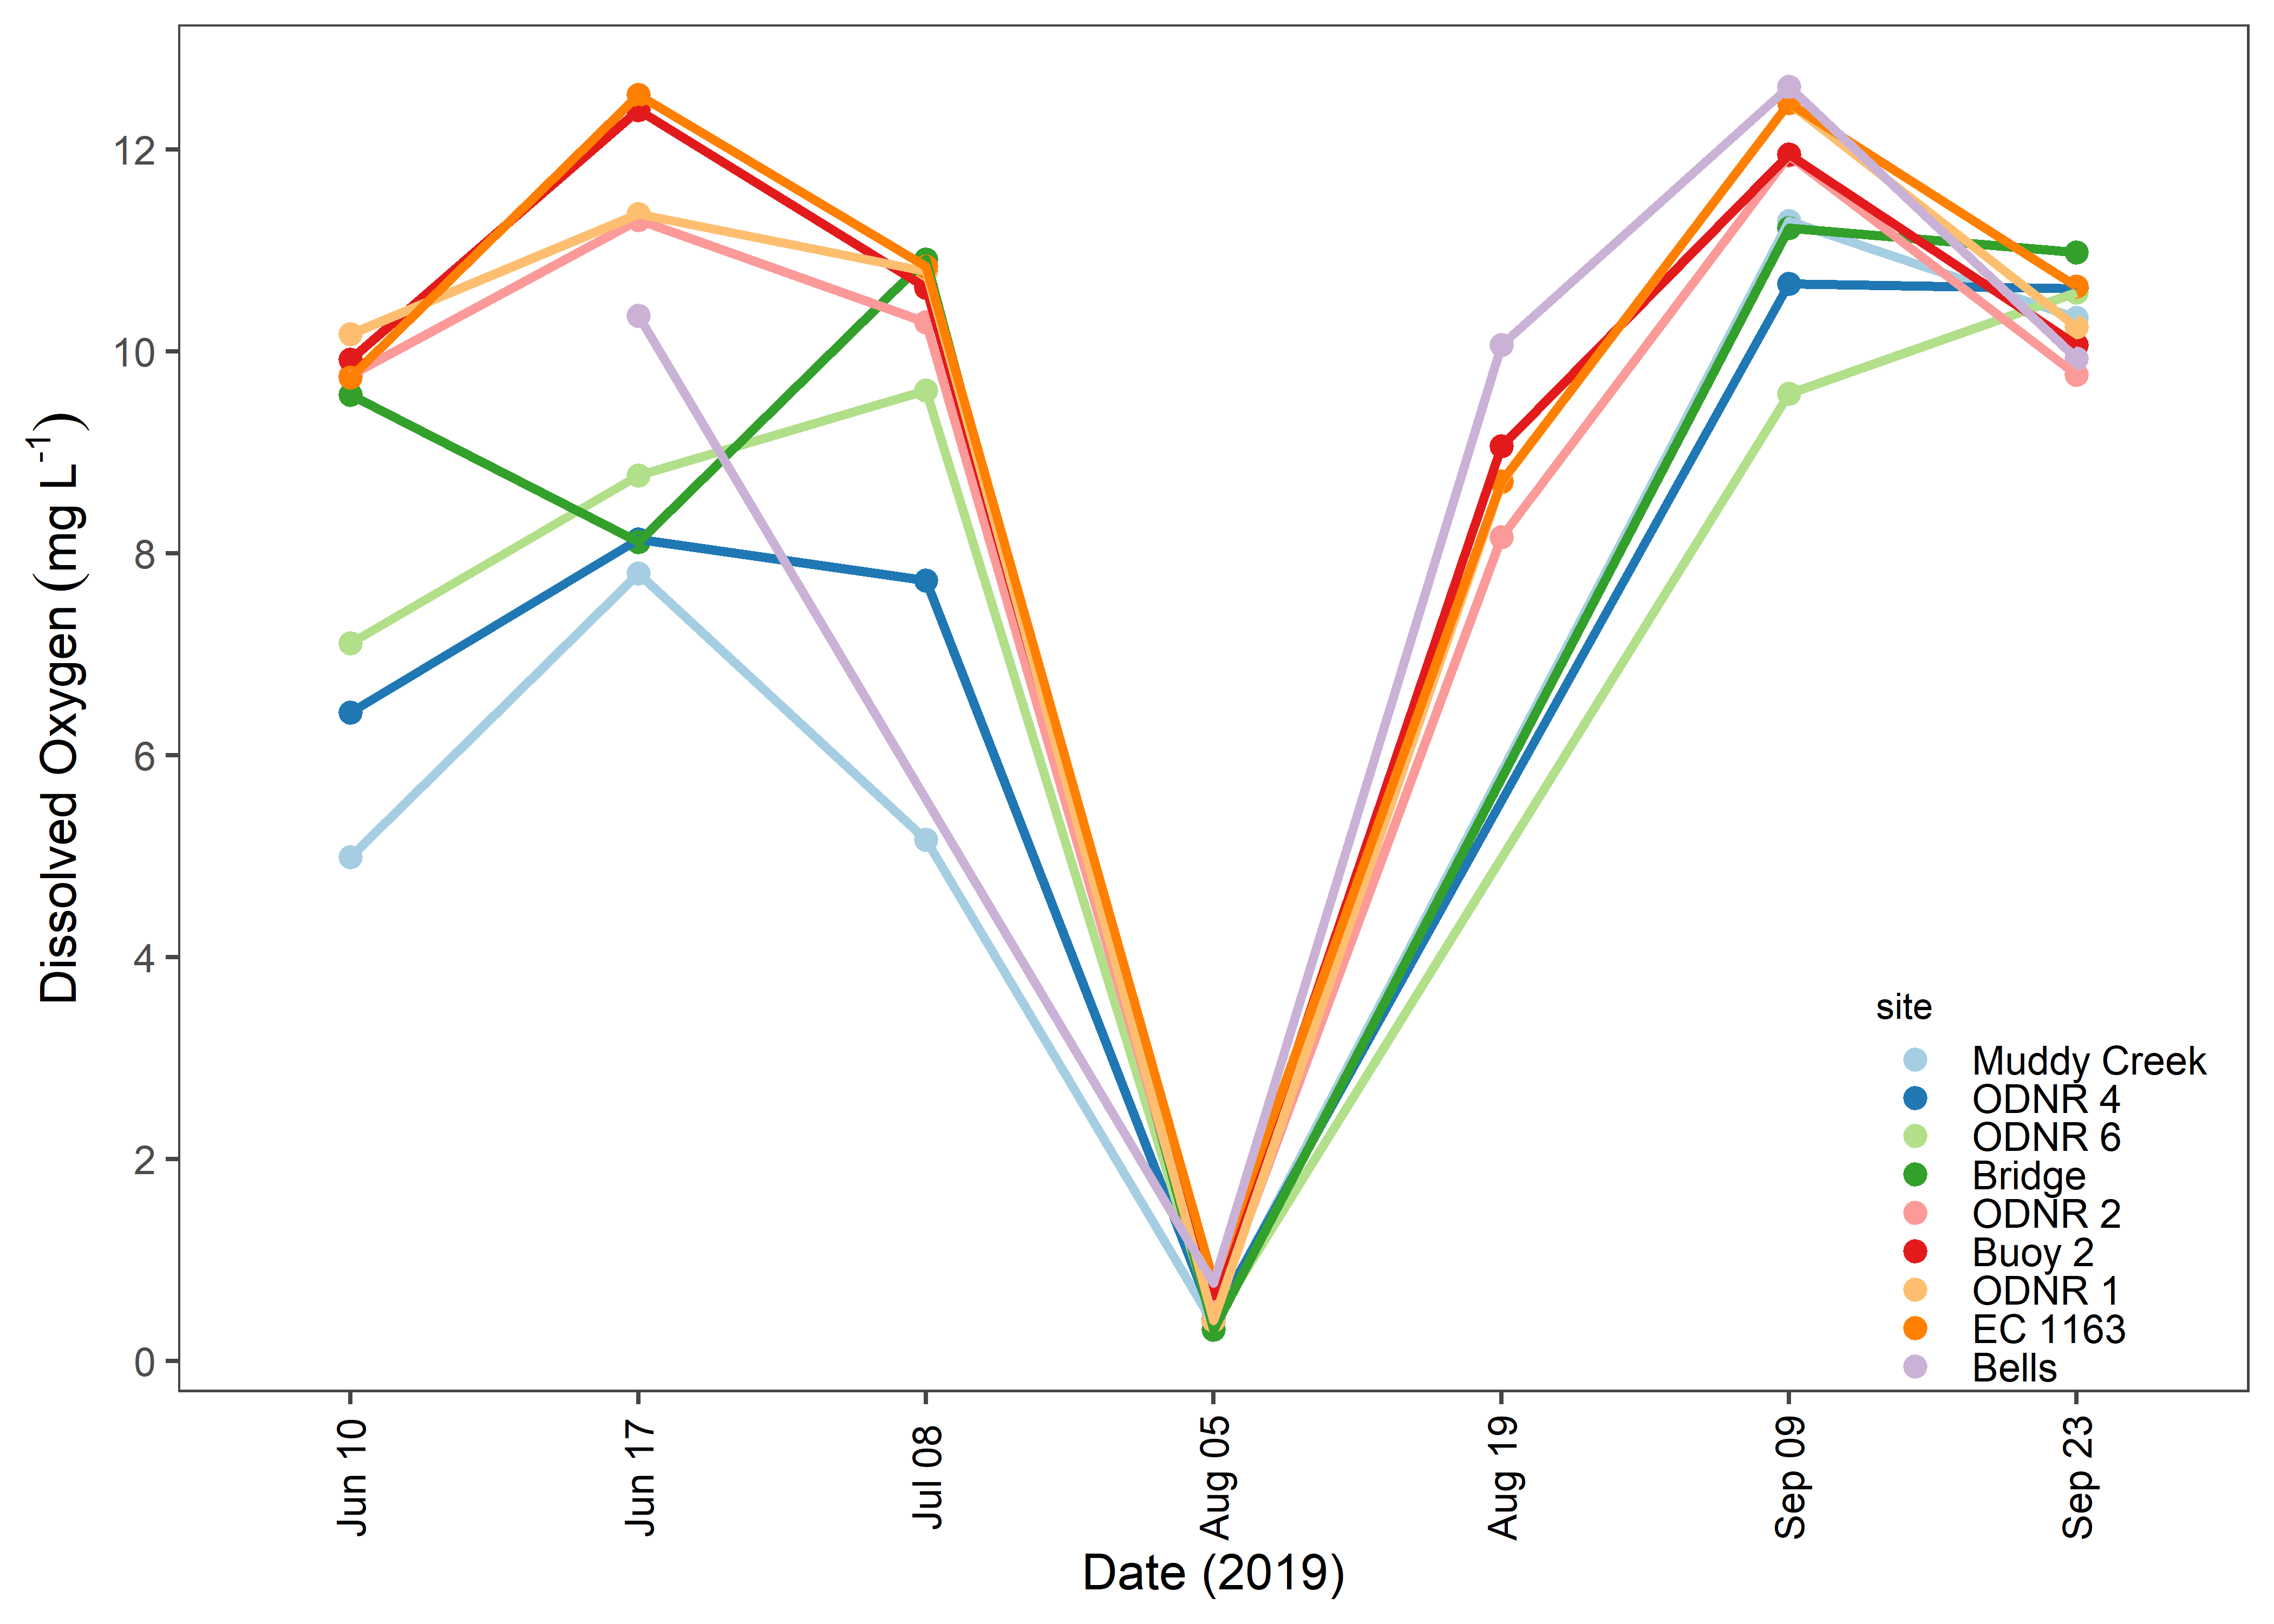 Dissolved Oxygen (mg L⁻¹)
12
10
8
6
4
2
0
site
Muddy Creek
ODNR 4
ODNR 6
Bridge
ODNR 2
Buoy 2
ODNR 1
EC 1163
Bells
Jun 10
Jun 17
Jul 08
Aug 05
Aug 19
Sep 09
Sep 23
Date (2019)